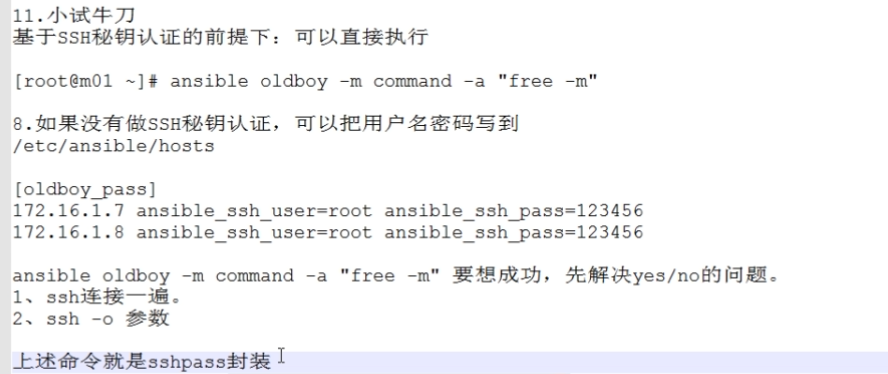 11.小试牛刀
基于SSH秘钥认证的前提下：可以直接执行
[root@m01 ~]# ansible oldboy -m command -a "free -m"
8.如果没有做SSH秘钥认证，可以把用户名密码写到
/etc/ansible/hosts
[oldboy_pass]
172.16.1.7 ansible_ssh_user=root ansible_ssh_pass=123456
172.16.1.8 ansible_ssh_user=root ansible_ssh_pass=123456
ansible oldboy -m command -a "free -m" 要想成功，先解决yes/no的问题。
1、ssh连接一遍。
2、ssh -o 参数
上述命令就是sshpass封装